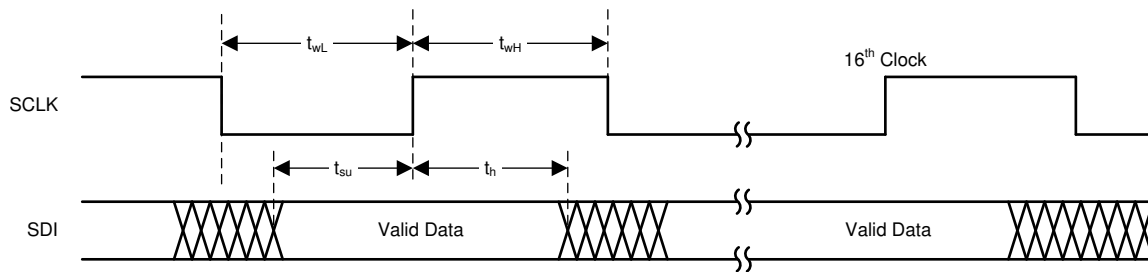 t_wL t_wH
16th Clock
SCLK
t_su t_h
SDI Valid Data Valid Data